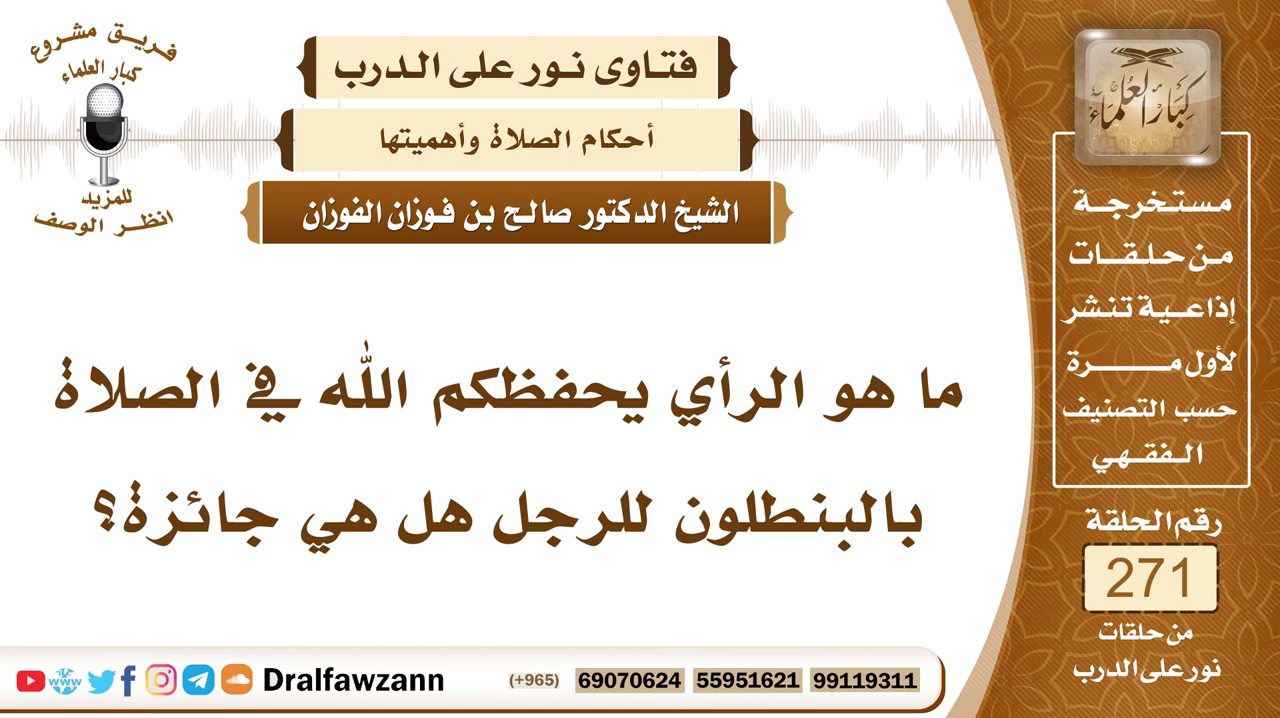 فريق مشروع
كبار العلماء
للمزيد
انظر الوصف
فتاوى نور على الدرب
أحكام الصلاة وأهميتها
الشيخ الدكتور صالح بن فوزان الفوزان
ما هو الرأي يحفظكم الله في الصلاة
بالبنطلون للرجل هل هي جائزة؟
كبار العلماء
مستخرجة
من حلقات
إذاعية تنشر
لأول مرة
حسب التصنيف
الفقهي
رقم الحلقة
271
من حلقات
نور على الدرب
www Dralfawzann (+965) 69070624 55951621 99119311